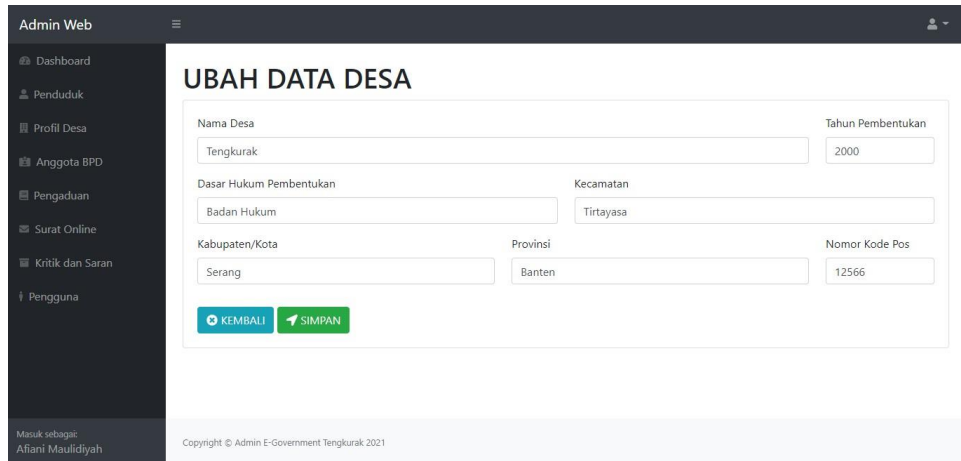 Admin Web
Dashboard
Penduduk
Profil Desa
Anggota BPD
Pengaduan
Surat Online
Kritik dan Saran
Pengguna
Masuk sebagai:
Afiani Maulidiyah
UBAH DATA DESA
Nama Desa Tahun Pembentukan
Tengkurak 2000
Dasar Hukum Pembentukan Kecamatan
Badan Hukum Tirtayasa
Kabupaten/Kota Provinsi Nomor Kode Pos
Serang Banten 12566
KEMBALI SIMPAN
Copyright © Admin E-Government Tengkurak 2021